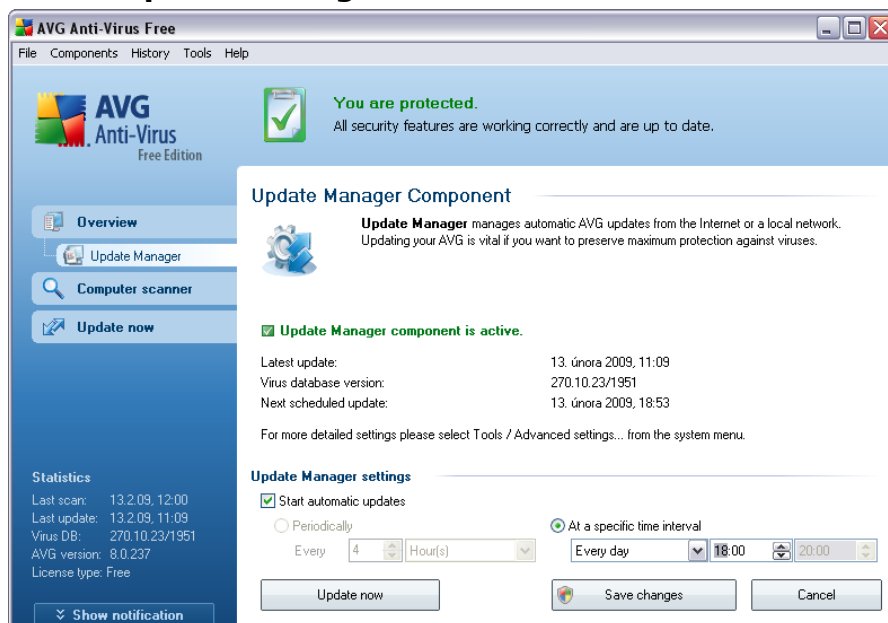 AVG Anti-Virus Free
File Components History Tools Help
AVG
Anti-Virus
Free Edition
You are protected.
All security features are working correctly and are up to date.
Overview
Update Manager
Computer scanner
Update now
Update Manager Component
Update Manager manages automatic AVG updates from the Internet or a local network.
Updating your AVG is vital if you want to preserve maximum protection against viruses.
Update Manager component is active.
Latest update: 13. února 2009, 11:09
Virus database version: 270.10.23/1951
Next scheduled update: 13. února 2009, 18:53
For more detailed settings please select Tools / Advanced settings... from the system menu.
Update Manager settings
Start automatic updates
Periodically At a specific time interval
Every 4 Hour(s) Every day 18:00 20:00
Update now Save changes Cancel
Statistics
Last scan: 13.2.09, 12:00
Last update: 13.2.09, 11:09
Virus DB: 270.10.23/1951
AVG version: 8.0.237
License type: Free
Show notification